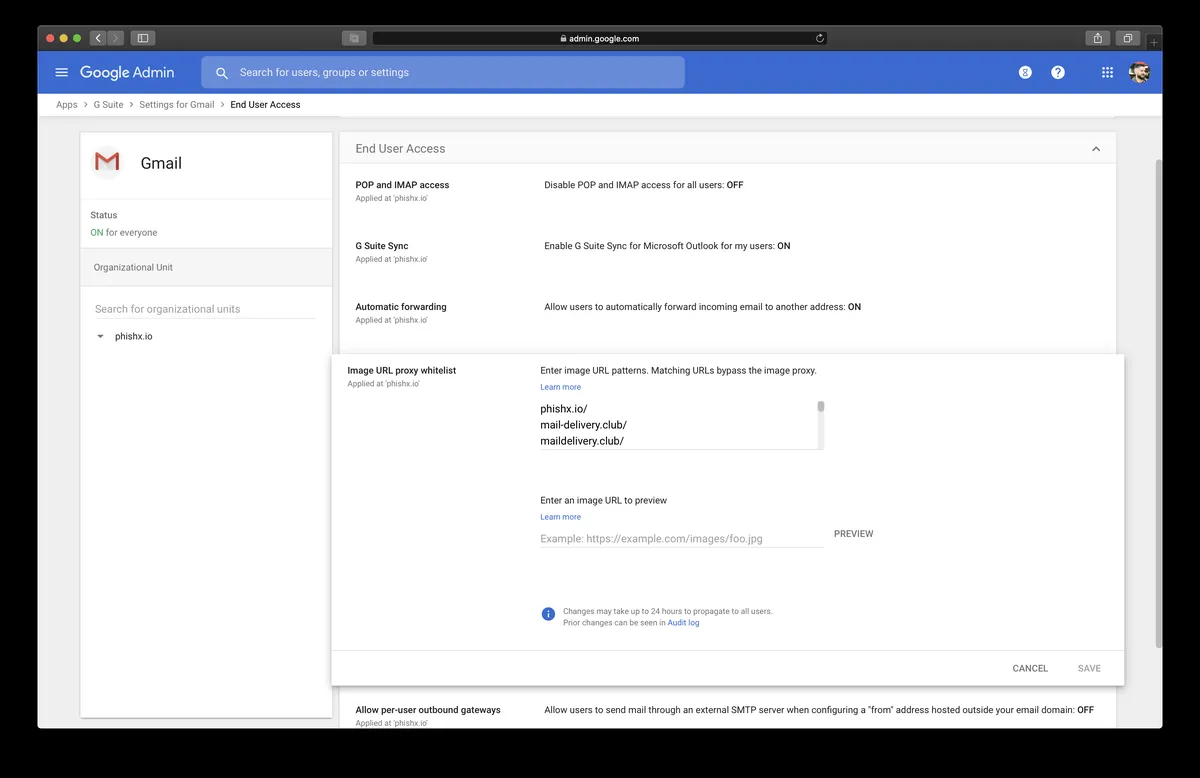 admin.google.com
Google Admin
Search for users, groups or settings
Apps > G Suite > Settings for Gmail > End User Access
Gmail
Status
ON for everyone
Organizational Unit
Search for organizational units
phishx.io
End User Access
POP and IMAP access
Disable POP and IMAP access for all users: OFF
Applied at 'phishx.io'
G Suite Sync
Enable G Suite Sync for Microsoft Outlook for my users: ON
Applied at 'phishx.io'
Automatic forwarding
Allow users to automatically forward incoming email to another address: ON
Applied at 'phishx.io'
Image URL proxy whitelist
Enter image URL patterns. Matching URLs bypass the image proxy.
Applied at 'phishx.io'
Learn more
phishx.io/
mail-delivery.club/
maildelivery.club/
Enter an image URL to preview
Learn more
Example: https://example.com/images/foo.jpg
PREVIEW
Changes may take up to 24 hours to propagate to all users.
Prior changes can be seen in Audit log
CANCEL
SAVE
Allow per-user outbound gateways
Allow users to send mail through an external SMTP server when configuring a "from" address hosted outside your email domain: OFF
Applied at 'phishx.io'